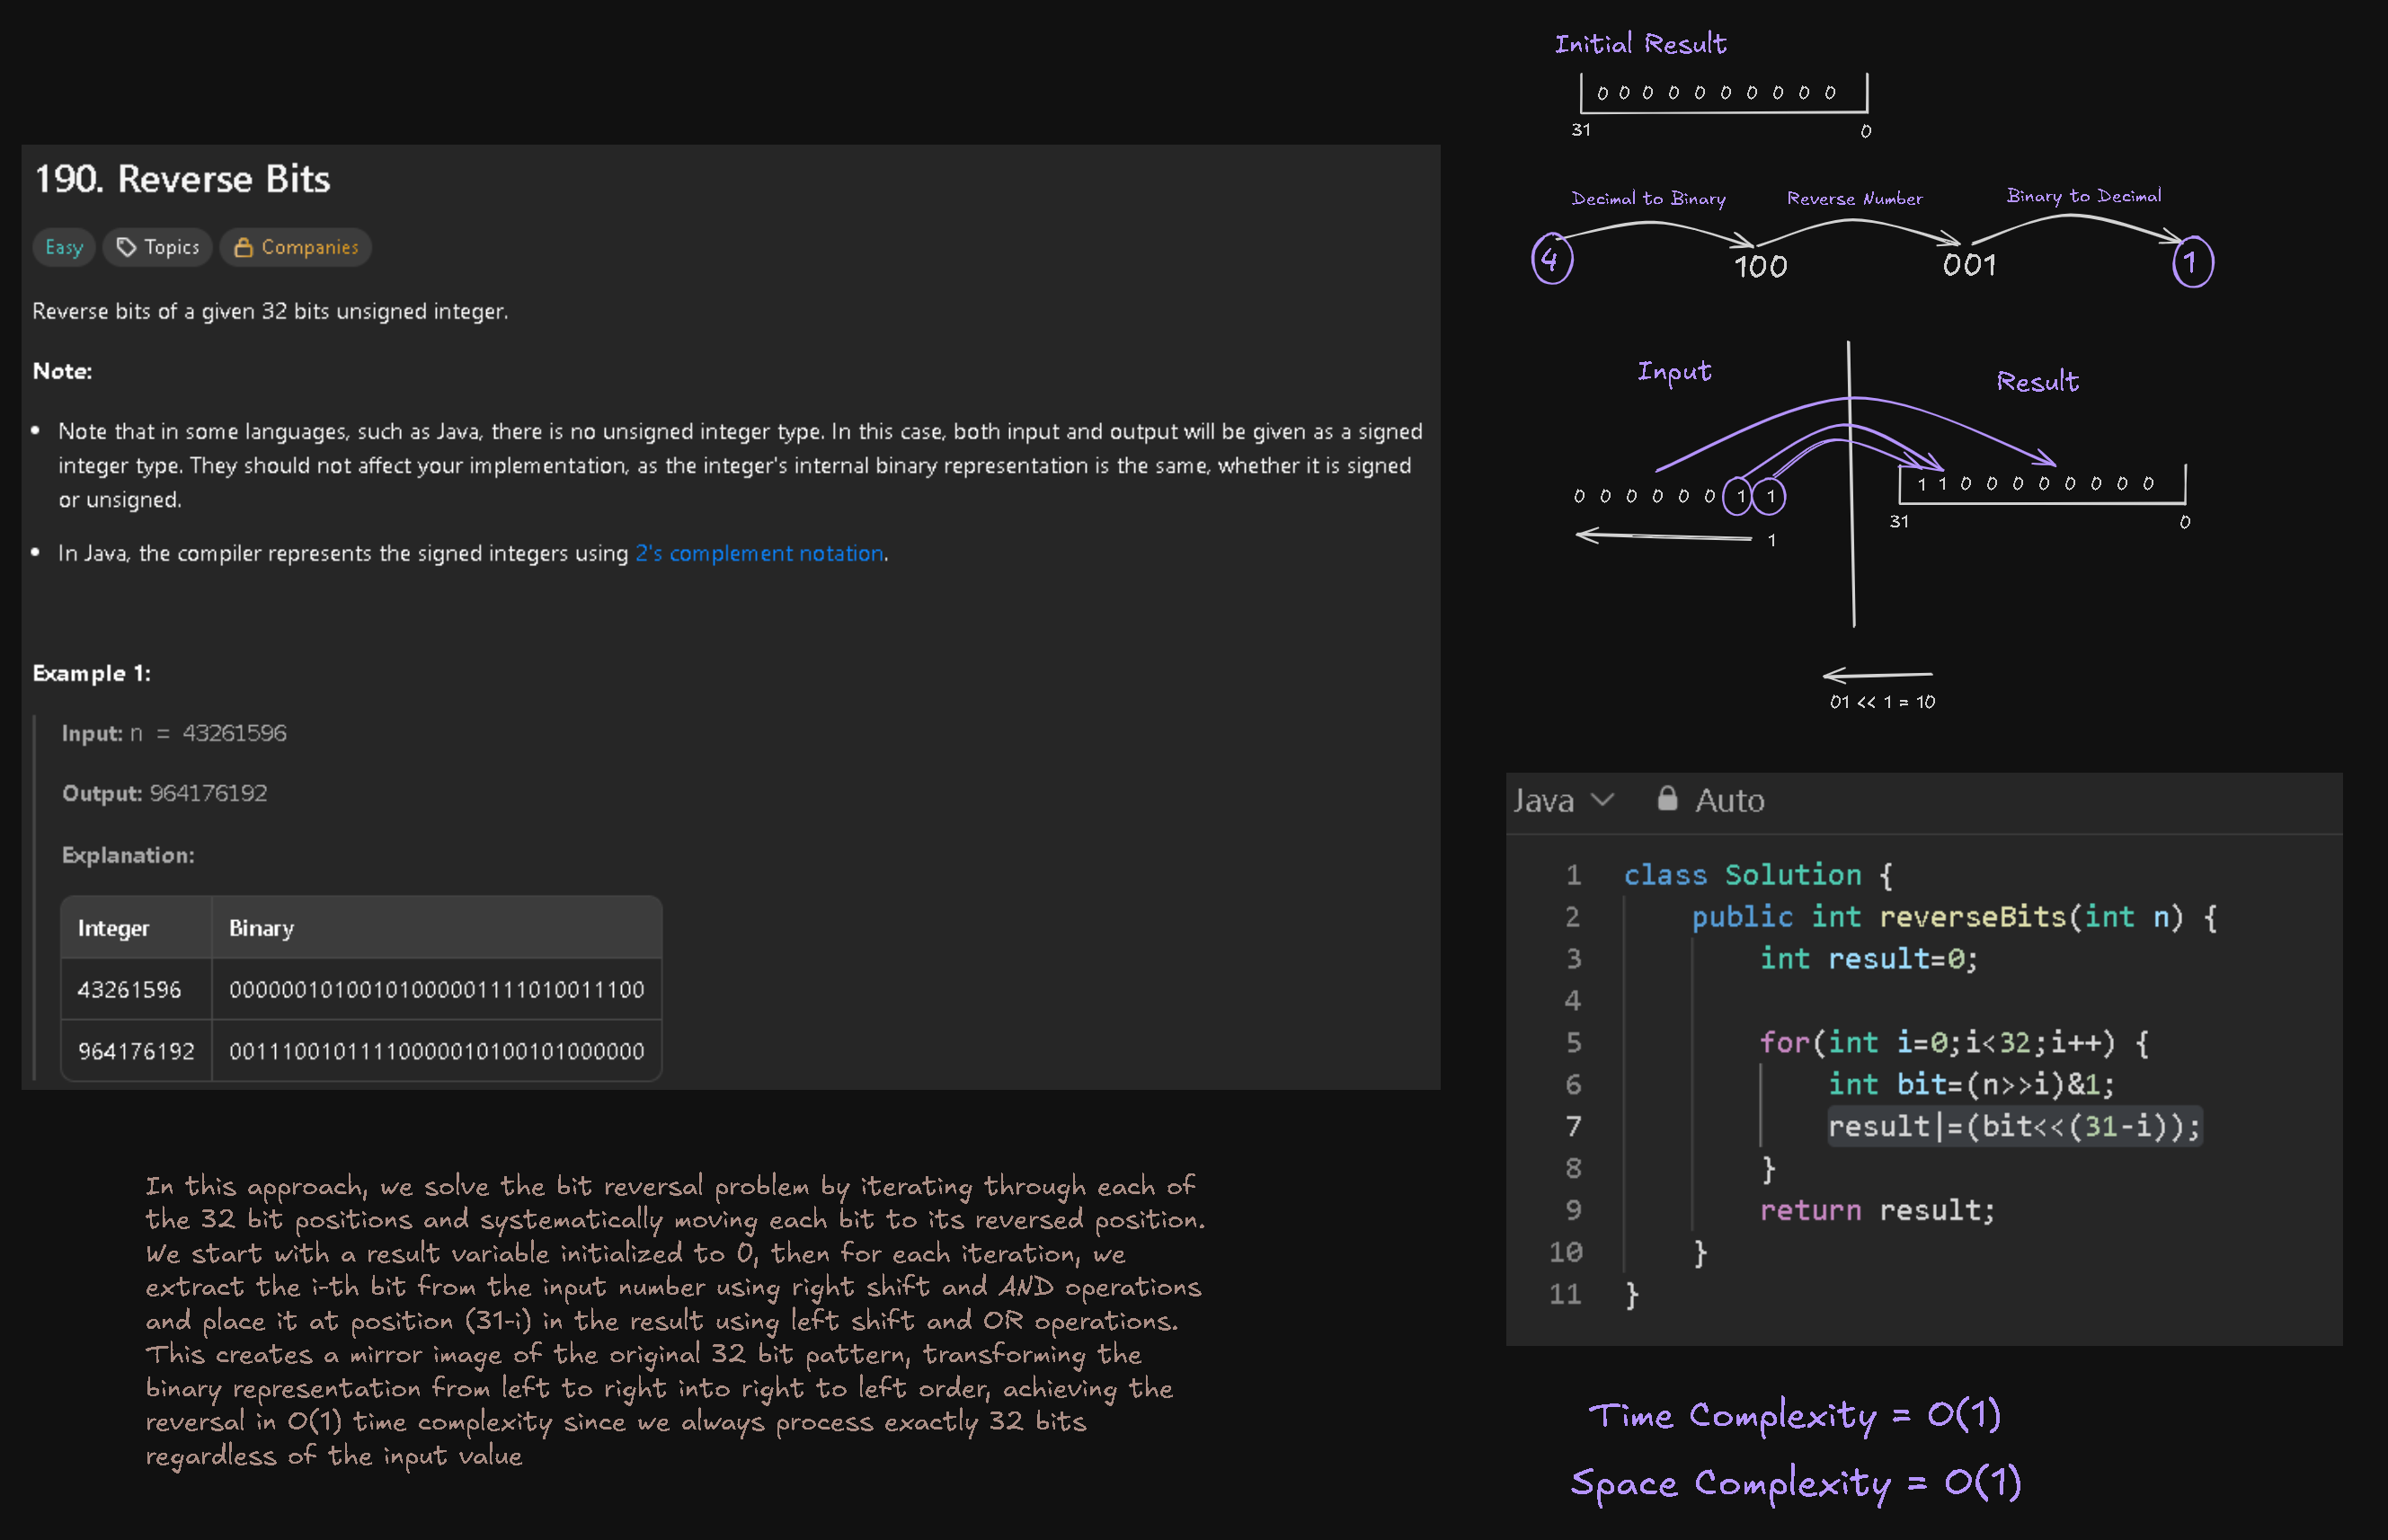 190. Reverse Bits
Easy Topics Companies
Reverse bits of a given 32 bits unsigned integer.
Note:
• Note that in some languages, such as Java, there is no unsigned integer type. In this case, both input and output will be given as a signed
integer type. They should not affect your implementation, as the integer's internal binary representation is the same, whether it is signed
or unsigned.
• In Java, the compiler represents the signed integers using 2's complement notation.
Example 1:
Input: n = 43261596
Output: 964176192
Explanation:
Integer Binary
43261596 00000010100101000001111010011100
964176192 00111001011110000010100101000000
In this approach, we solve the bit reversal problem by iterating through each of
the 32 bit positions and systematically moving each bit to its reversed position.
We start with a result variable initialized to 0, then for each iteration, we
extract the i-th bit from the input number using right shift and AND operations
and place it at position (31-i) in the result using left shift and OR operations.
This creates a mirror image of the original 32 bit pattern, transforming the
binary representation from left to right into right to left order, achieving the
reversal in O(1) time complexity since we always process exactly 32 bits
regardless of the input value
Initial Result
0 0 0 0 0 0 0 0 0 0
31 0
Decimal to Binary Reverse Number Binary to Decimal
4 100 001 1
Input Result
0 0 0 0 0 0 1 1
1 1 0 0 0 0 0 0 0 0
31 0
1
01 << 1 = 10
Java Auto
1 class Solution {
2 public int reverseBits(int n) {
3 int result=0;
4
5 for(int i=0;i<32;i++) {
6 int bit=(n>>i)&1;
7 result|=(bit<<(31-i));
8 }
9 return result;
10 }
11 }
Time Complexity = O(1)
Space Complexity = O(1)